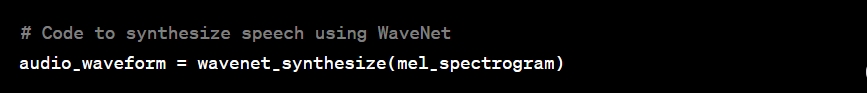 # Code to synthesize speech using WaveNet
audio_waveform = wavenet_synthesize(mel_spectrogram)